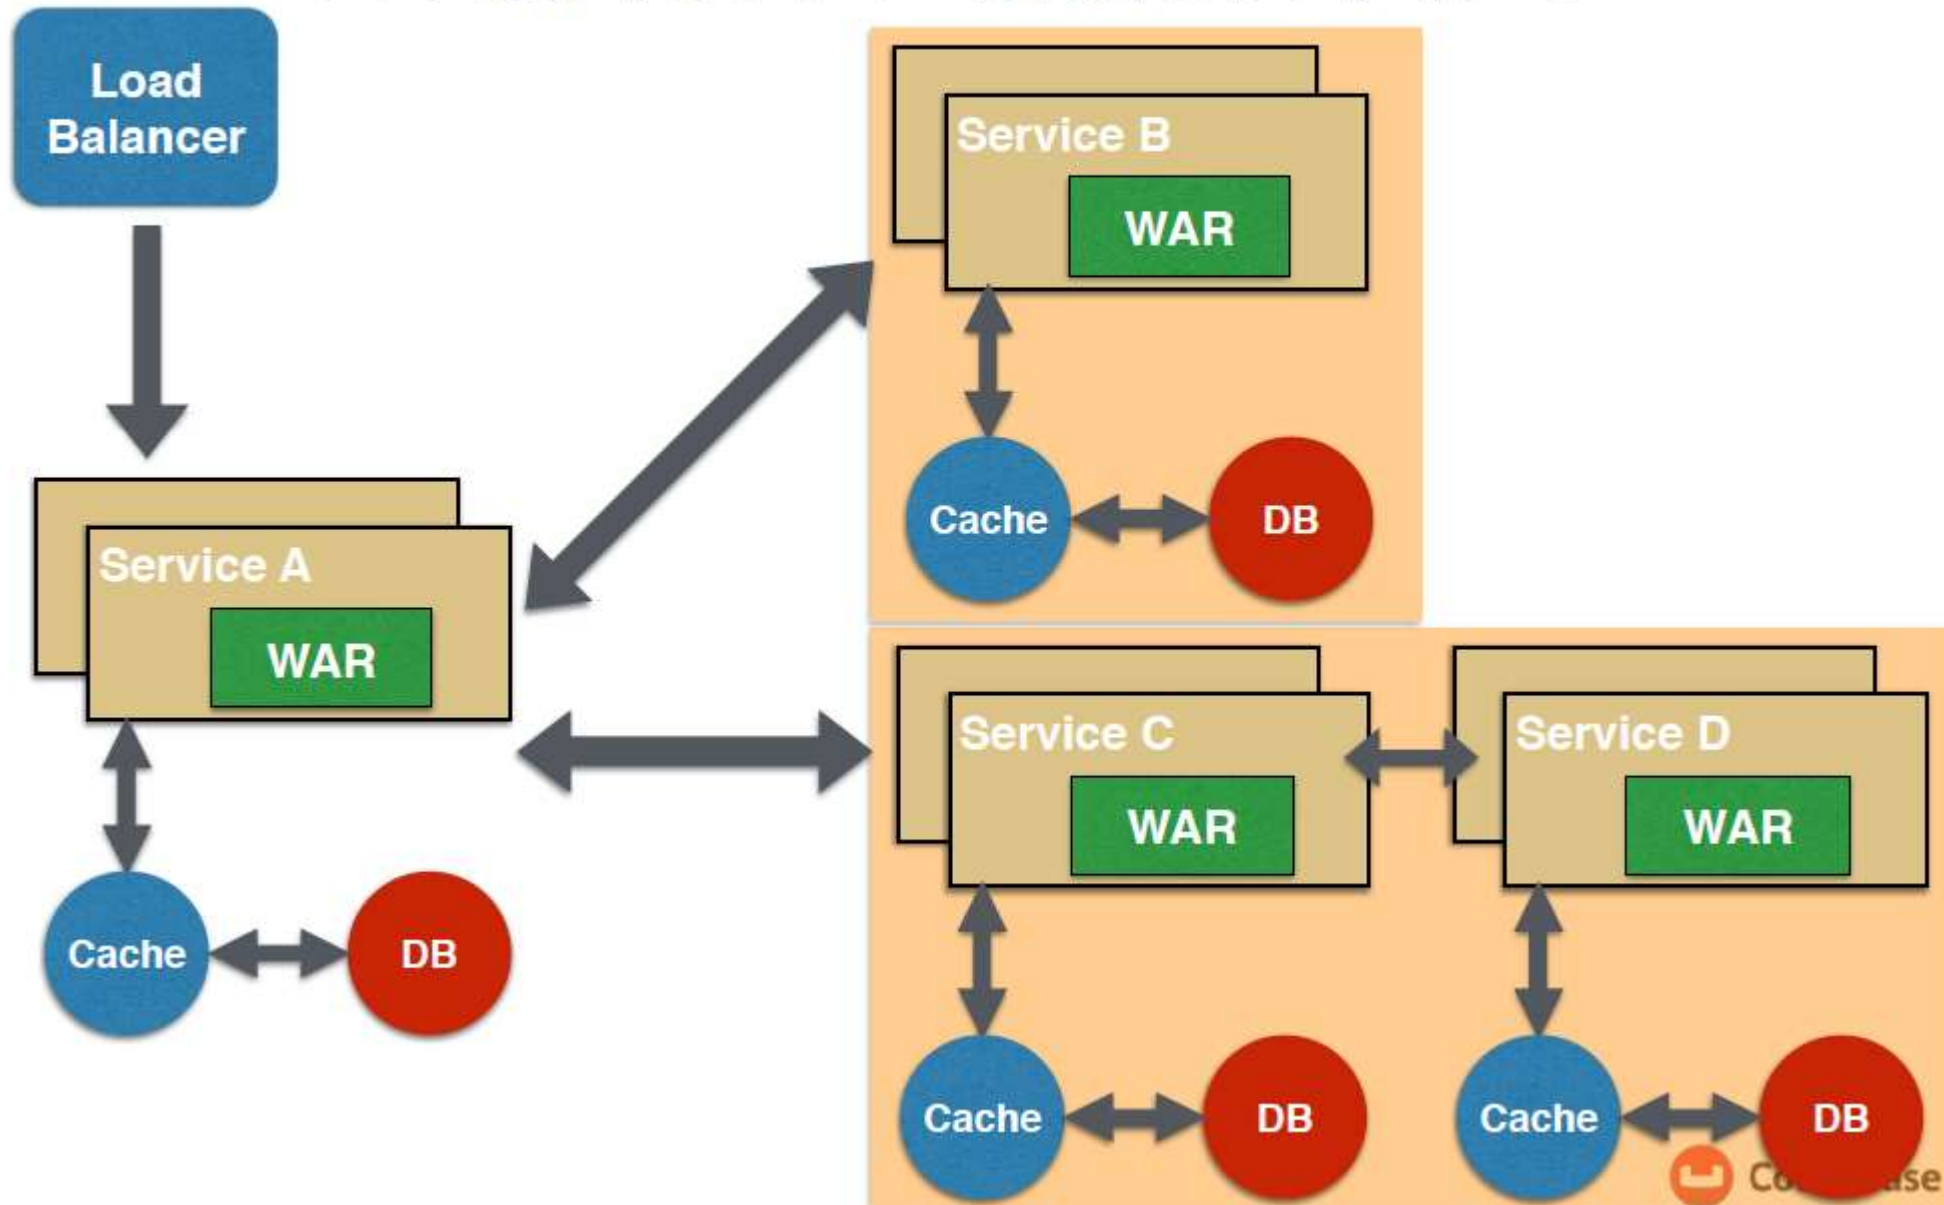 Load
Balancer
Service A
WAR
Cache
DB
Service B
WAR
Cache
DB
Service C
WAR
Cache
DB
Service D
WAR
Cache
DB